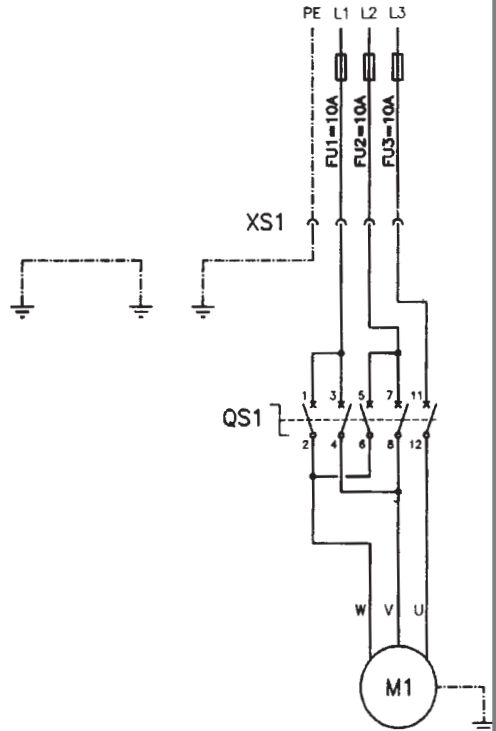 PE L1 L2 L3
FU1=10A
FU2=10A
FU3=10A
XS1
1 3 5 7 11
QS1
2 4 6 8 12
W V U
M1